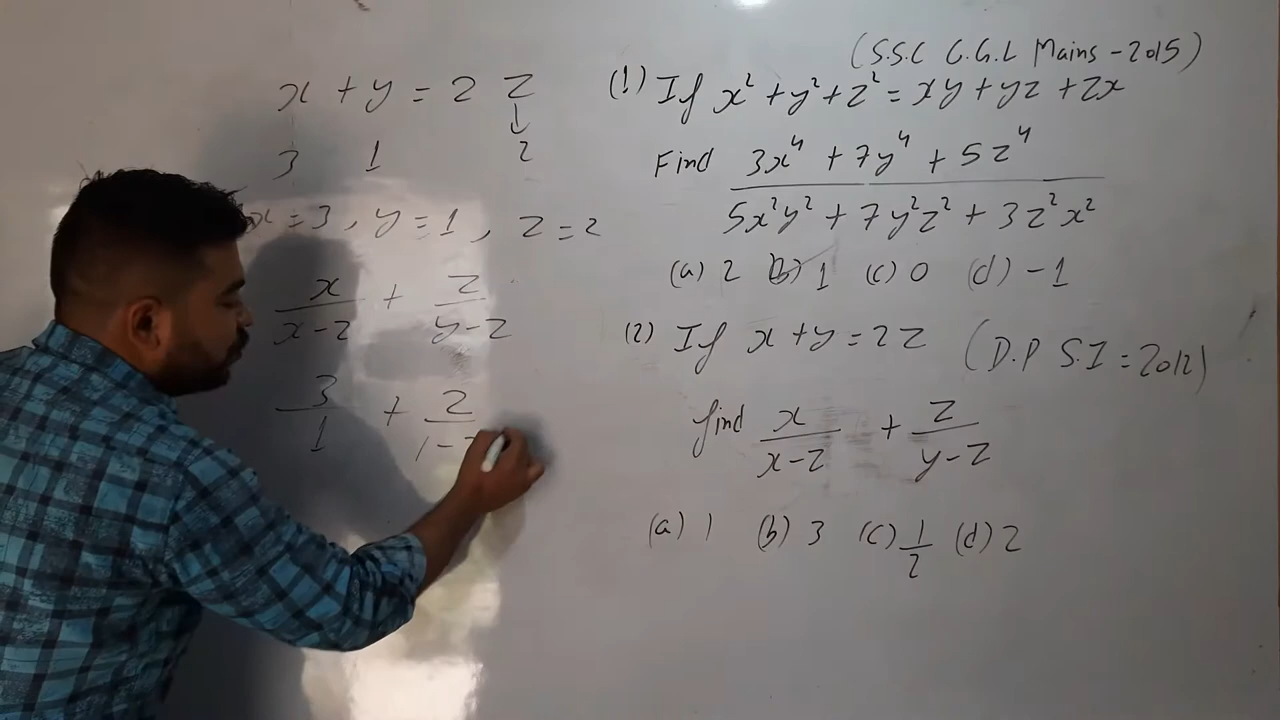 x + y = 2 z
↓
3 1 2
x = 3 , y = 1 , z = 2
x/(x-z) + z/(y-z)
3/1 + 2/(1-
(S.S.C C.G.L Mains - 2015)
(1) If x² + y² + z² = xy + yz + zx
Find (3x⁴ + 7y⁴ + 5z⁴)/(5x²y² + 7y²z² + 3z²x²)
(a) 2 (b) 1 (c) 0 (d) -1
(2) If x + y = 2z (D.P S.I = 2012)
find x/(x-z) + z/(y-z)
(a) 1 (b) 3 (c) 1/2 (d) 2